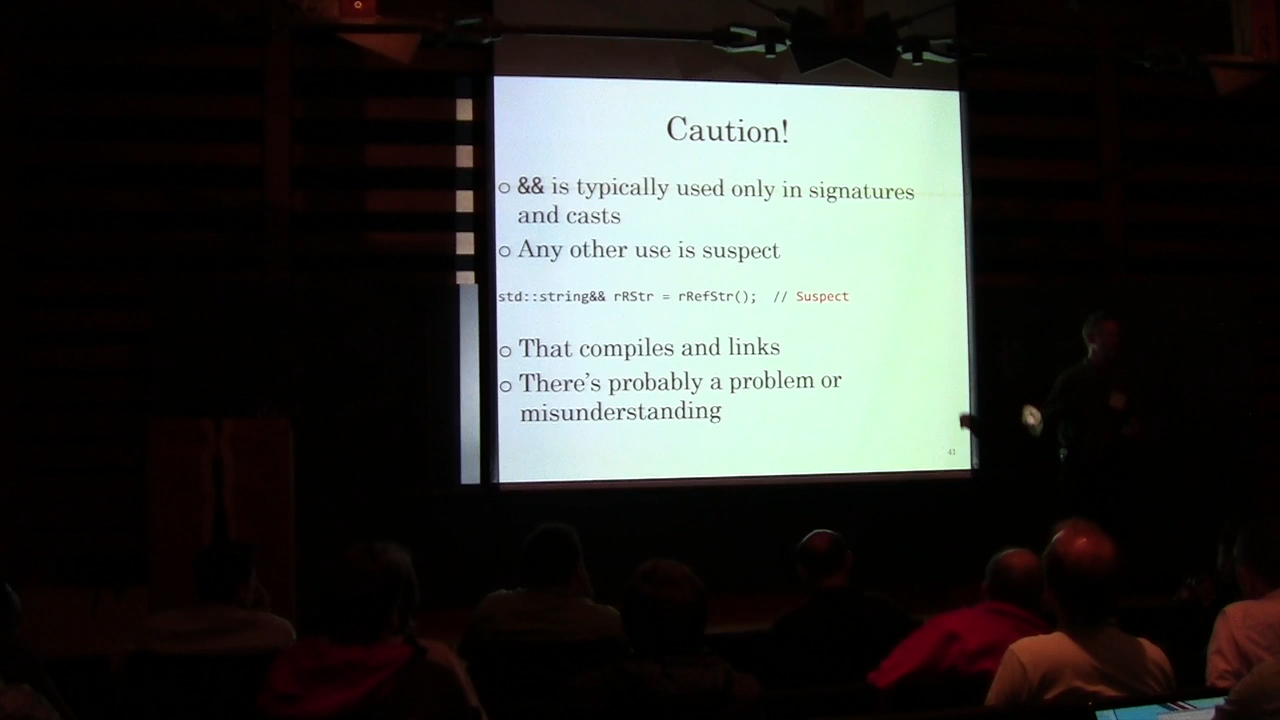 Caution!
○ && is typically used only in signatures
and casts
○ Any other use is suspect
std::string&& rRStr = rRefStr(); // Suspect
○ That compiles and links
○ There's probably a problem or
misunderstanding
41